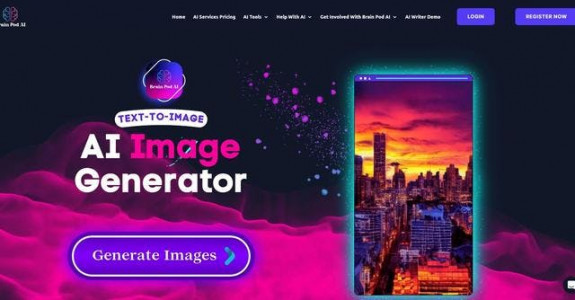 Brain Pod AI
Home AI Services Pricing AI Tools Help With AI Get Involved With Brain Pod AI AI Writer Demo LOGIN REGISTER NOW
Brain Pod AI
TEXT-TO-IMAGE
AI Image
Generator
Generate Images